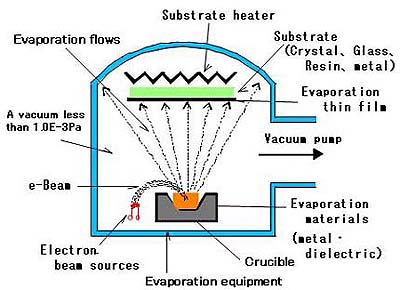 Substrate heater
Evaporation flows
Substrate
(Crystal、Glass、
Resin、metal)
Evaporation
thin film
A vacuum less
than 1.0E-3Pa
Vacuum pump
e-Beam
Evaporation
materials
(metal・
dielectric)
Electron
beam sources
Crucible
Evaporation equipment